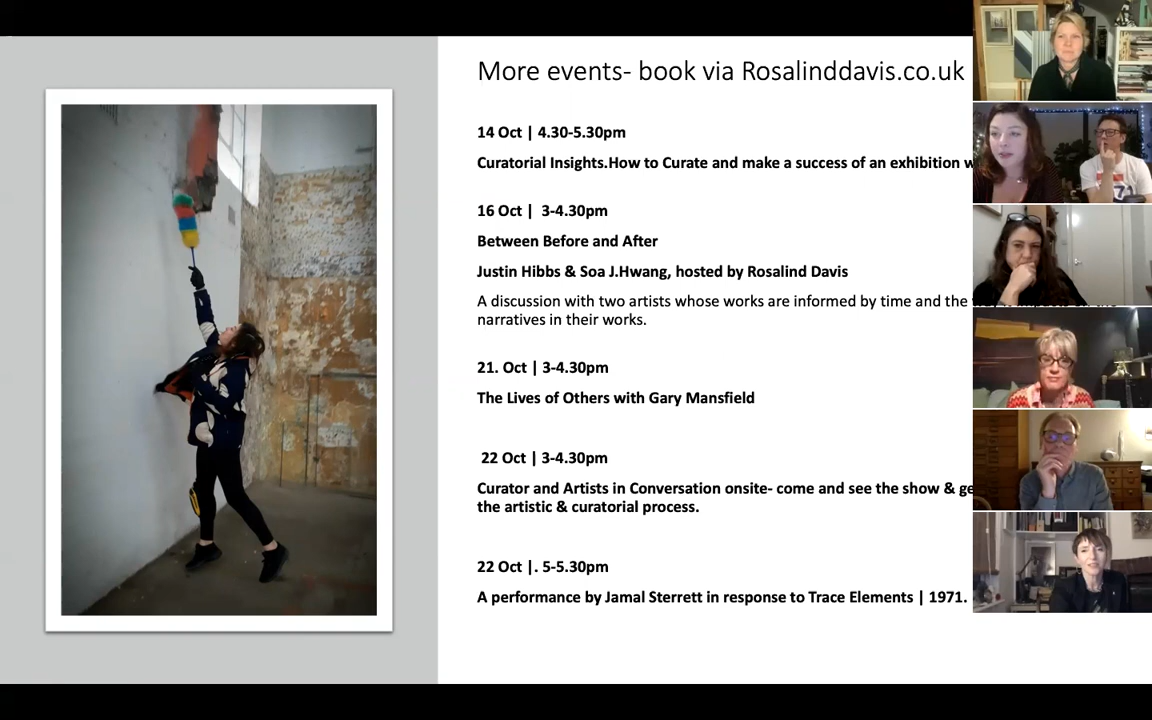 More events- book via Rosalinddavis.co.uk
14 Oct | 4.30-5.30pm
Curatorial Insights.How to Curate and make a success of an exhibition
16 Oct |  3-4.30pm
Between Before and After
Justin Hibbs & Soa J.Hwang, hosted by Rosalind Davis
A discussion with two artists whose works are informed by time and the
narratives in their works.
21. Oct | 3-4.30pm
The Lives of Others with Gary Mansfield
22 Oct | 3-4.30pm
Curator and Artists in Conversation onsite- come and see the show &
the artistic & curatorial process.
22 Oct |. 5-5.30pm
A performance by Jamal Sterrett in response to Trace Elements | 1971.